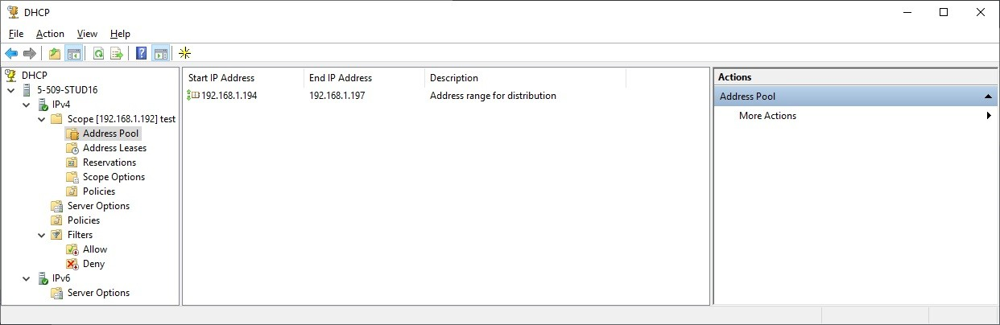 DHCP
File Action View Help
DHCP
5-509-STUD16
IPv4
Scope [192.168.1.192] test
Address Pool
Address Leases
Reservations
Scope Options
Policies
Server Options
Policies
Filters
Allow
Deny
IPv6
Server Options
Start IP Address End IP Address Description
192.168.1.194 192.168.1.197 Address range for distribution
Actions
Address Pool
More Actions